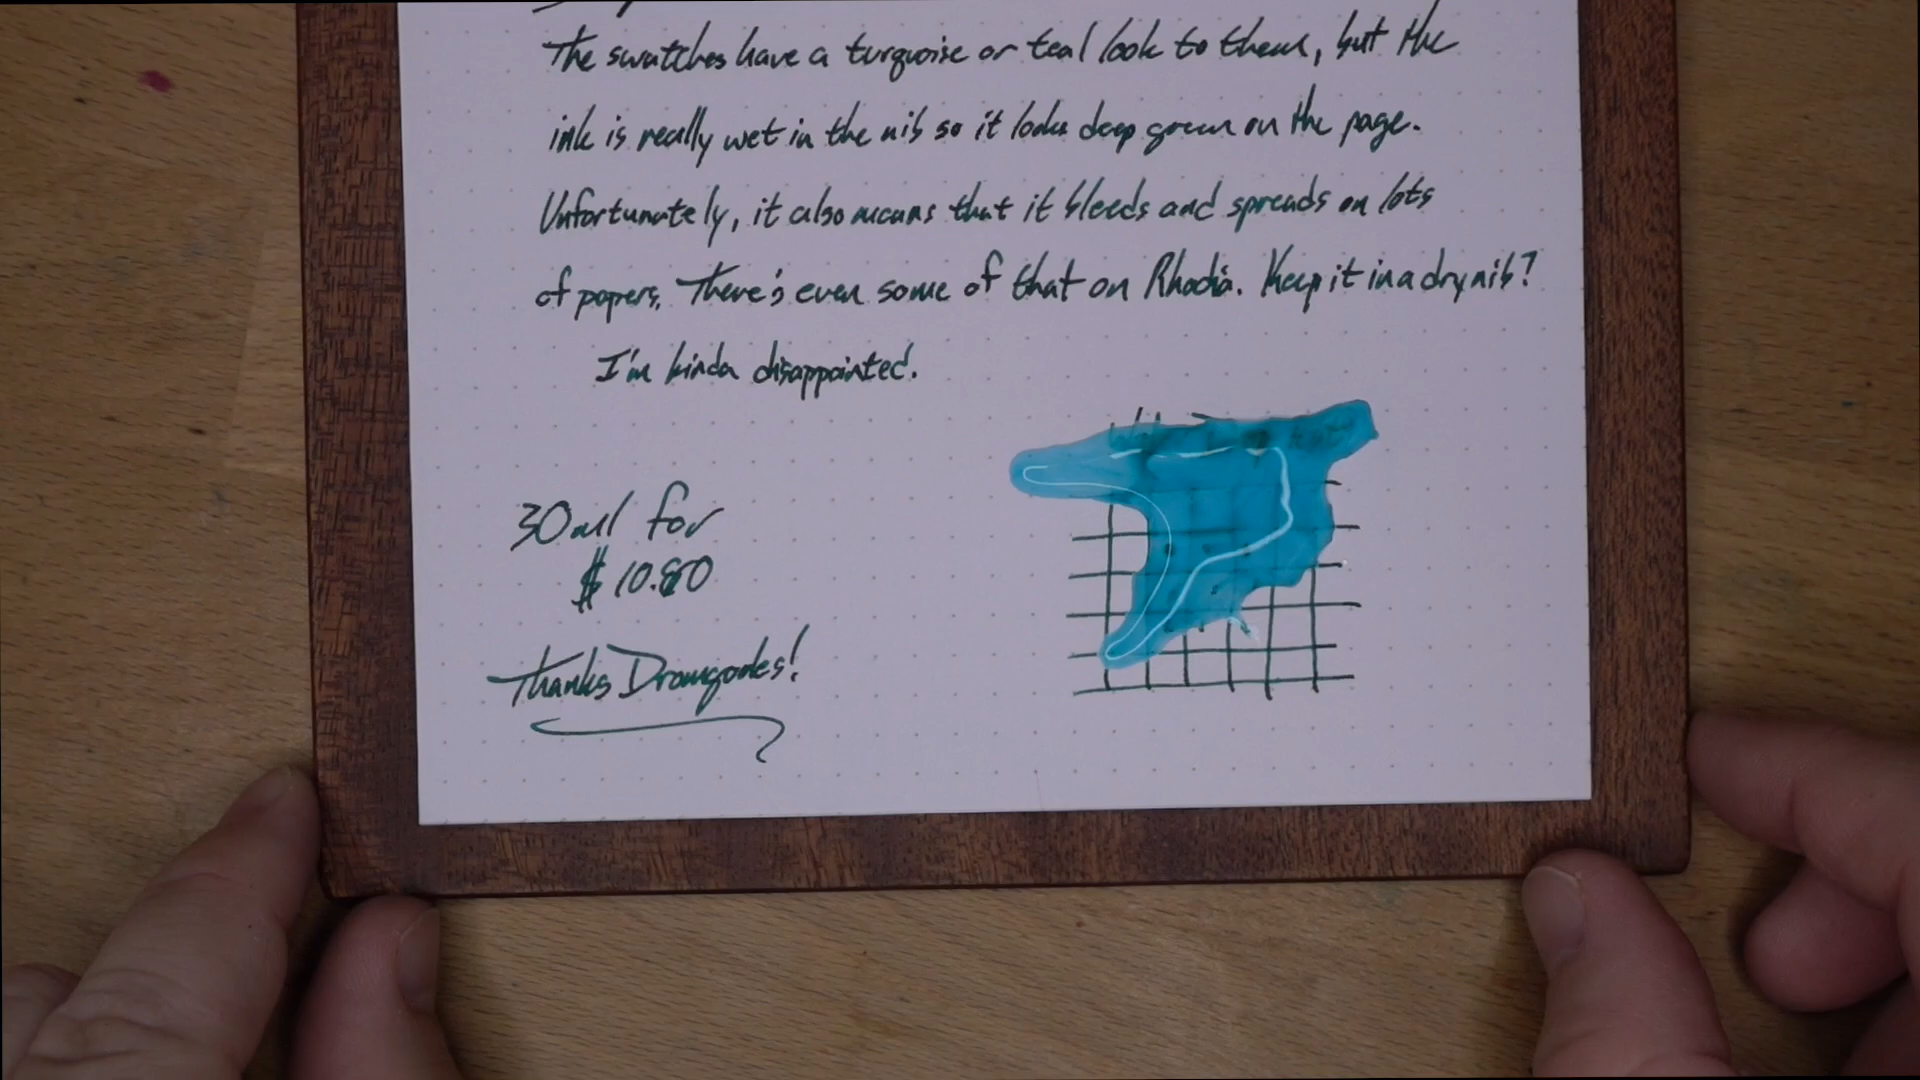 The swatches have a turquoise or teal look to them, but the
ink is really wet in the nib so it looks deep green on the page.
Unfortunately, it also means that it bleeds and spreads on lots
of papers. There's even some of that on Rhodia. Keep it in a dry nib?
I'm kinda disappointed.
30ml for
$10.80
Thanks Dromgooles!